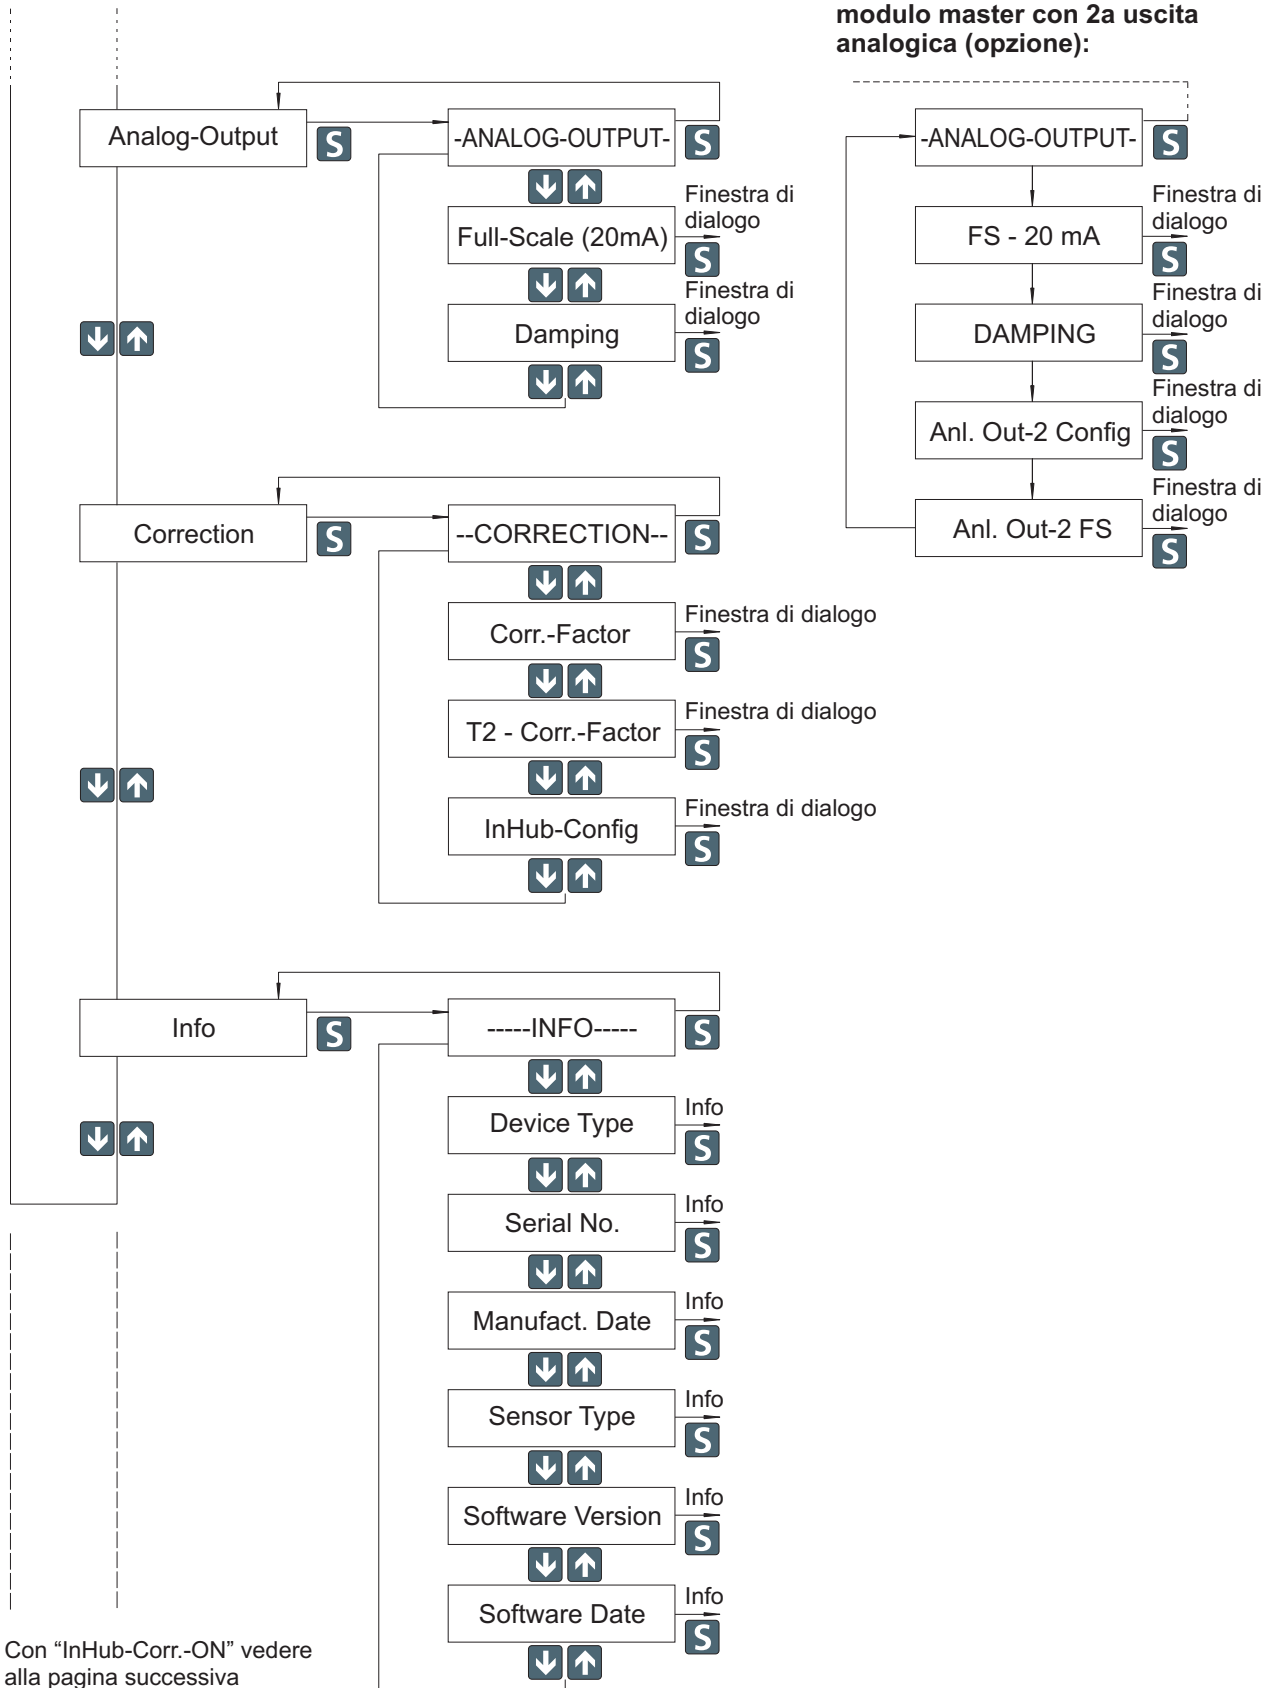 modulo master con 2a uscita
analogica (opzione):
Analog-Output
S
-ANALOG-OUTPUT-
S
Full-Scale (20mA)
Finestra di
dialogo
S
Damping
Finestra di
dialogo
S
-ANALOG-OUTPUT-
S
FS - 20 mA
Finestra di
dialogo
S
DAMPING
Finestra di
dialogo
S
Anl. Out-2 Config
Finestra di
dialogo
S
Anl. Out-2 FS
Finestra di
dialogo
S
Correction
S
--CORRECTION--
S
Corr.-Factor
Finestra di dialogo
S
T2 - Corr.-Factor
Finestra di dialogo
S
InHub-Config
Finestra di dialogo
S
Info
S
-----INFO-----
S
Device Type
Info
S
Serial No.
Info
S
Manufact. Date
Info
S
Sensor Type
Info
S
Software Version
Info
S
Software Date
Info
S
Con “InHub-Corr.-ON” vedere
alla pagina successiva